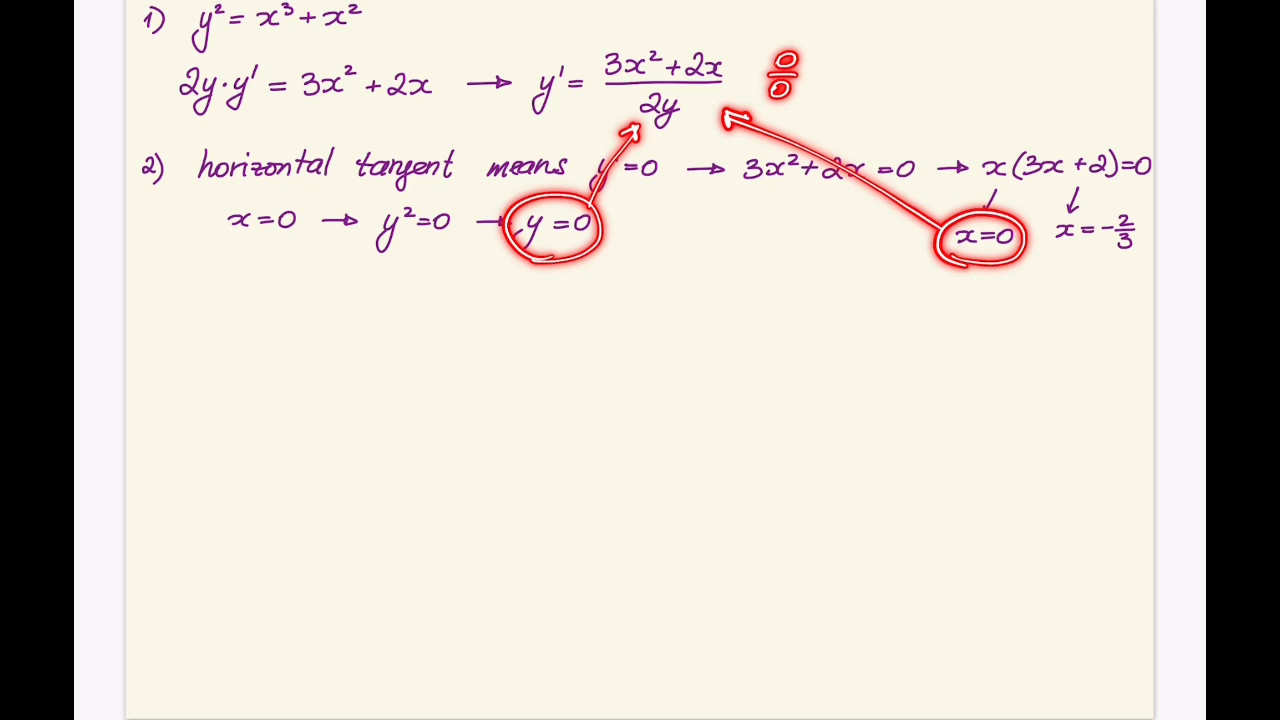 1) y² = x³ + x²
2y · y' = 3x² + 2x → y' = (3x² + 2x)/(2y) 0/0
2) horizontal tangent means y' = 0 → 3x² + 2x = 0 → x(3x + 2) = 0
x = 0 → y² = 0 → y = 0 x = 0 x = -2/3